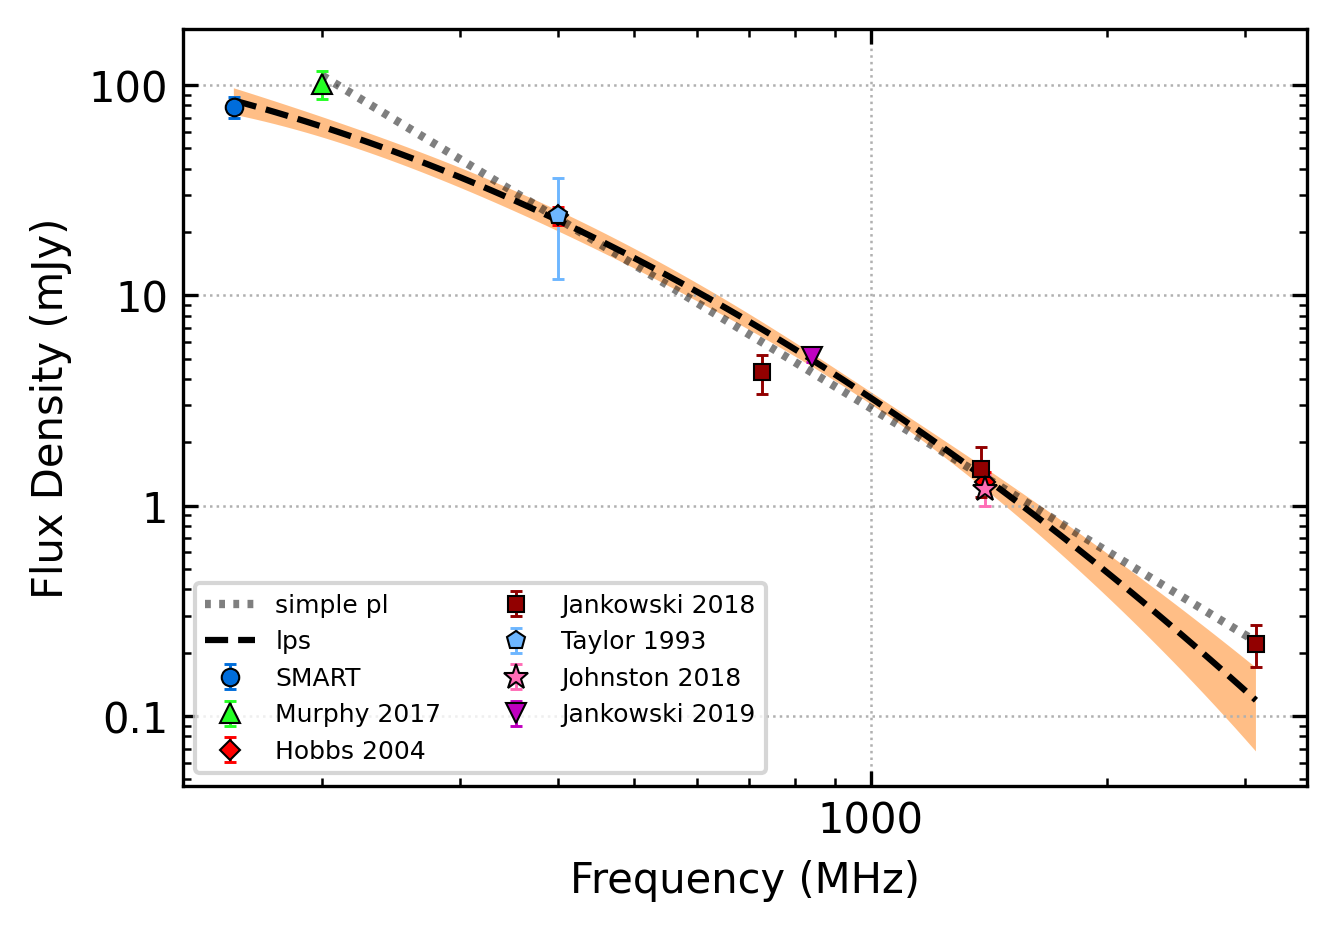 100
10
1
0.1
Flux Density (mJy)
simple pl
lps
SMART
Murphy 2017
Hobbs 2004
Jankowski 2018
Taylor 1993
Johnston 2018
Jankowski 2019
1000
Frequency (MHz)